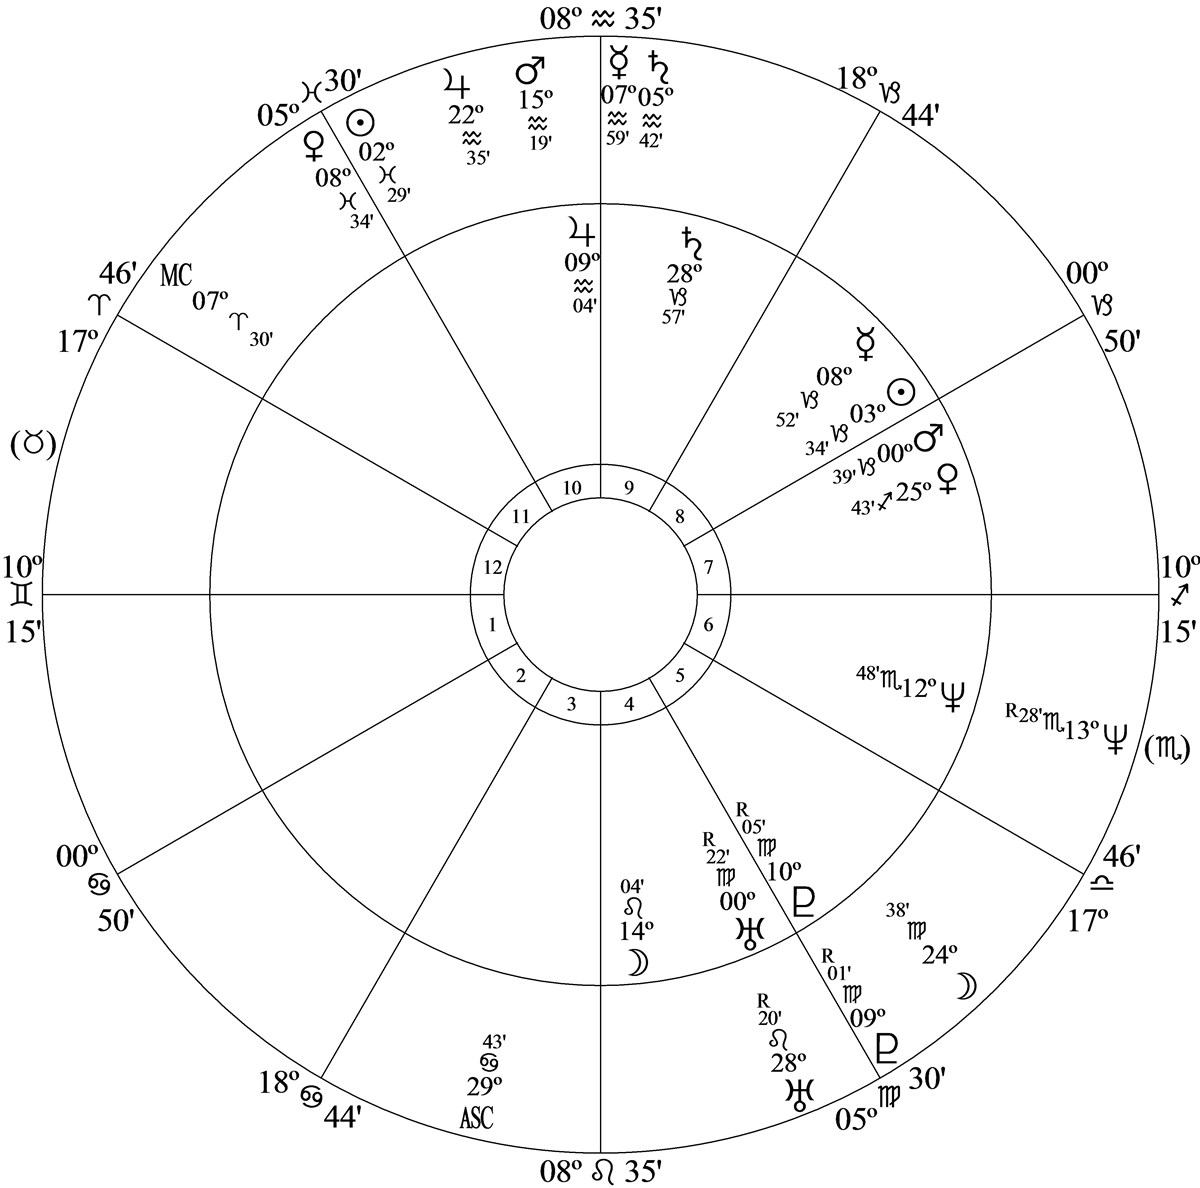 08º ♒ 35'
05º ♓ 30'
18º ♑ 44'
♃
22º
♒
35'
♂
15º
♒
19'
☿
07º
♒
59'
♄
05º
♒
42'
☉
02º
♓
29'
♀
08º
♓
34'
MC
07º
♈
30'
46'
♈
17º
00º
♑
50'
♃
09º
♒
04'
♄
28º
♑
57'
☿
08º
♑
52'
☉
03º
♑
34'
♂
00º
♑
39'
♀
25º
♐
43'
(♉)
10º
♊
15'
10º
♐
15'
10
9
11
8
12
7
1
6
2
5
3
4
48' ♏ 12º ♆
R 28' ♏ 13º ♆
(♏)
R
05'
♍
10º
♇
R
22'
♍
00º
♅
04'
♌
14º
☽
38'
♍
24º
☽
R
01'
♍
09º
♇
R
20'
♌
28º
♅
43'
♋
29º
ASC
00º
♋
50'
46'
♎
17º
18º ♋ 44'
05º ♍ 30'
08º ♌ 35'